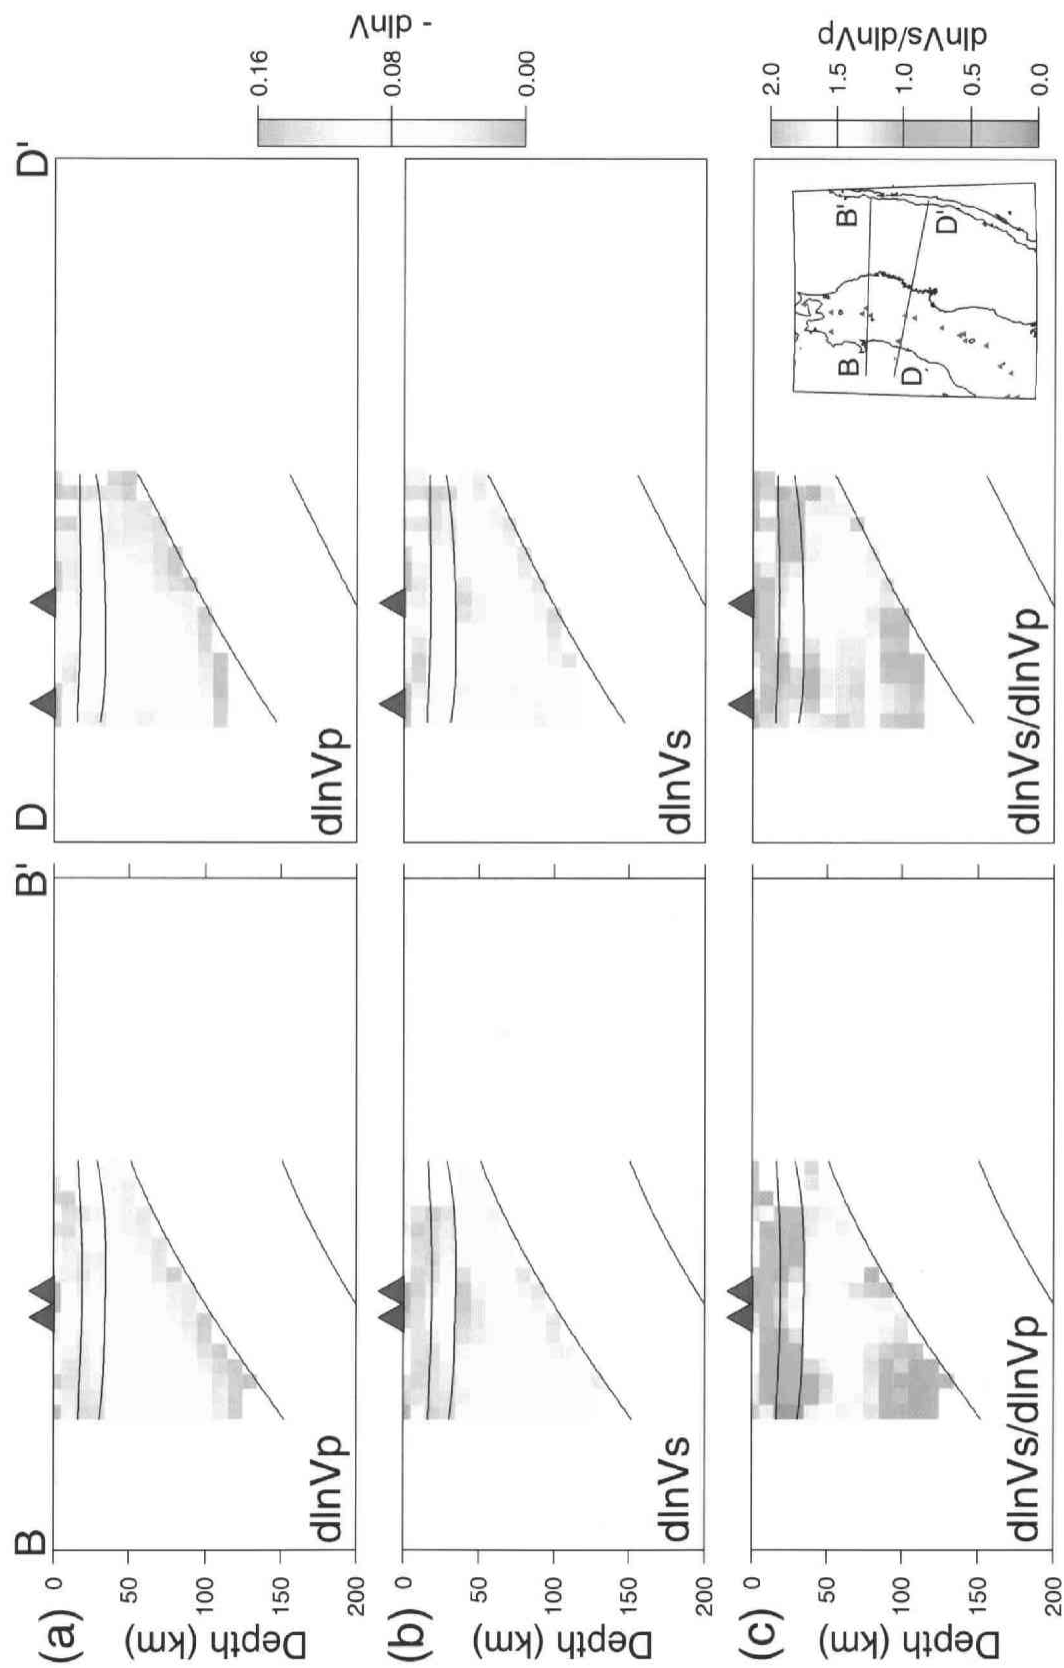 B B' D D'
(a)
Depth (km)
0
50
100
150
200
dlnVp
dlnVp
0.16
0.08
0.00
- dlnV
(b)
Depth (km)
0
50
100
150
200
dlnVs
dlnVs
(c)
Depth (km)
0
50
100
150
200
dlnVs/dlnVp
dlnVs/dlnVp
B B'
D D'
2.0
1.5
1.0
0.5
0.0
dlnVs/dlnVp